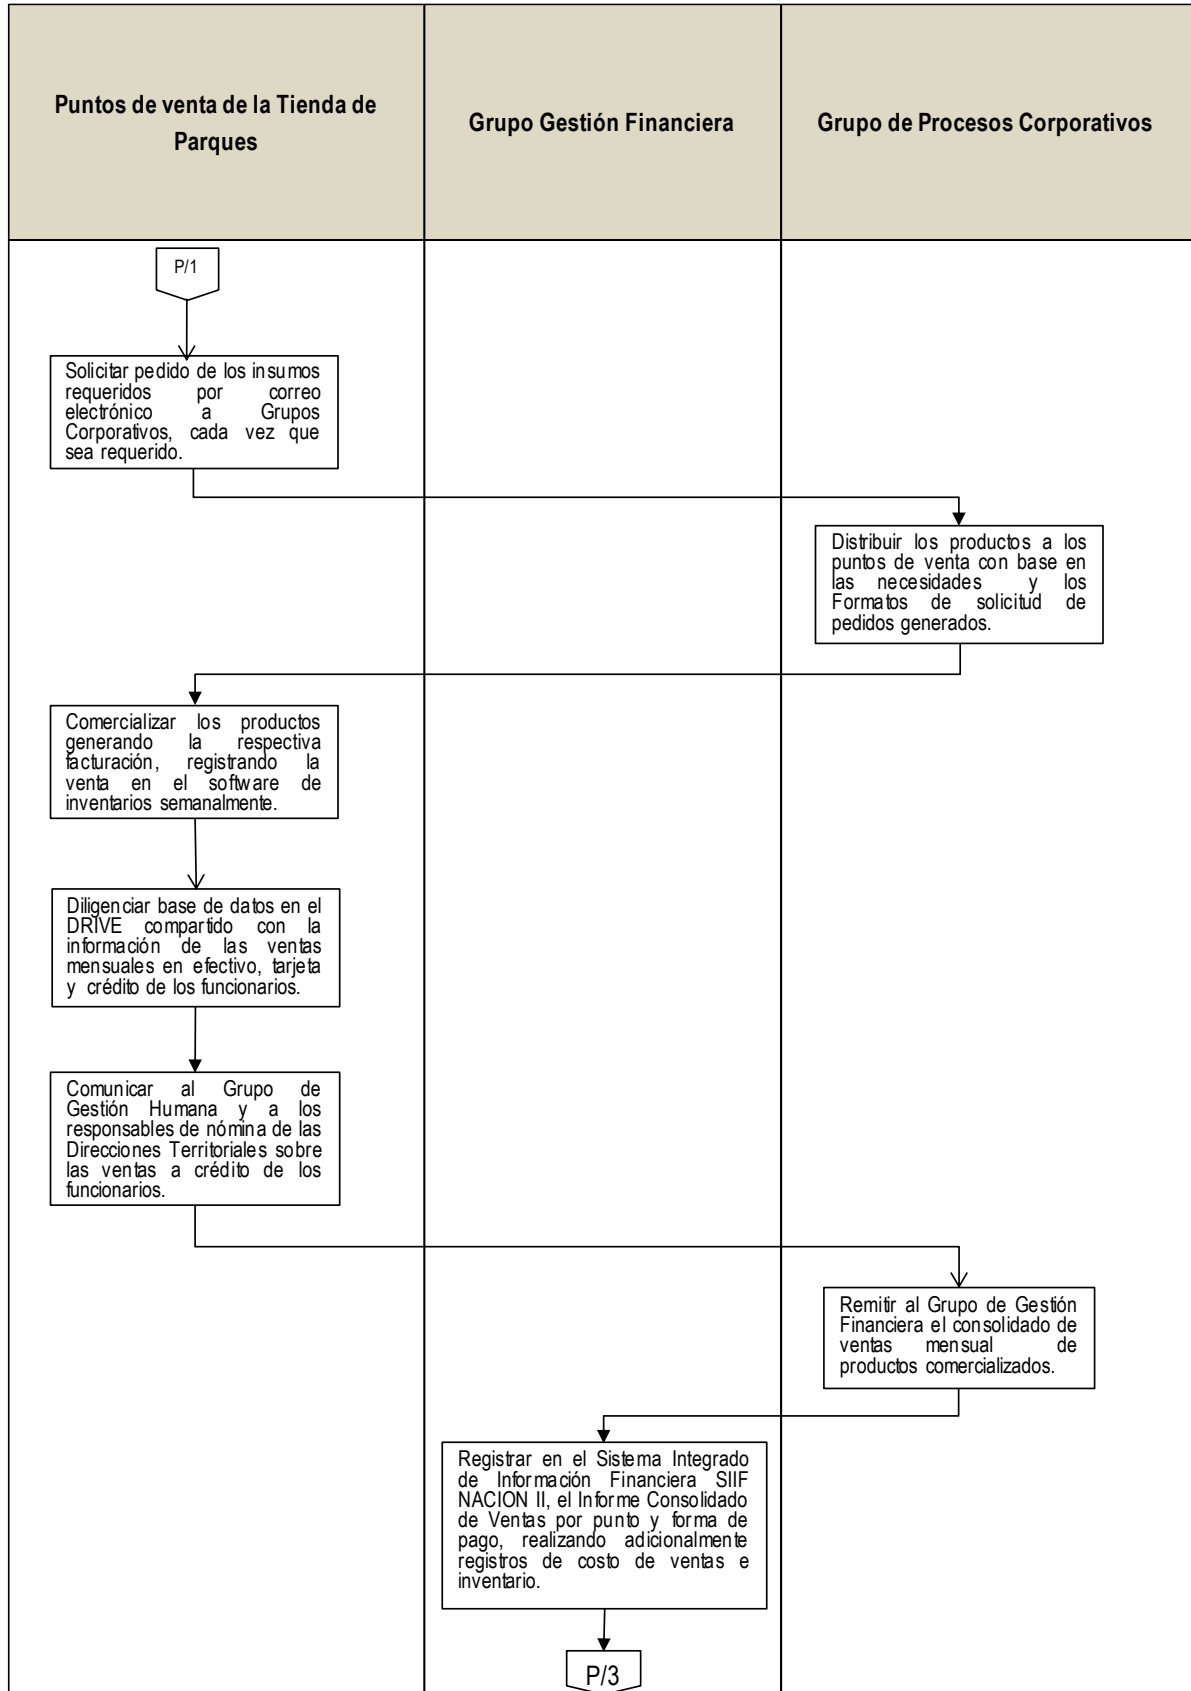 Puntos de venta de la Tienda de
Parques
Grupo Gestión Financiera
Grupo de Procesos Corporativos
P/1
Solicitar pedido de los insumos
requeridos por correo
electrónico a Grupos
Corporativos, cada vez que
sea requerido.
Distribuir los productos a los
puntos de venta con base en
las necesidades y los
Formatos de solicitud de
pedidos generados.
Comercializar los productos
generando la respectiva
facturación, registrando la
venta en el software de
inventarios semanalmente.
Diligenciar base de datos en el
DRIVE compartido con la
información de las ventas
mensuales en efectivo, tarjeta
y crédito de los funcionarios.
Comunicar al Grupo de
Gestión Humana y a los
responsables de nómina de las
Direcciones Territoriales sobre
las ventas a crédito de los
funcionarios.
Remitir al Grupo de Gestión
Financiera el consolidado de
ventas mensual de
productos comercializados.
Registrar en el Sistema Integrado
de Información Financiera SIIF
NACION II, el Informe Consolidado
de Ventas por punto y forma de
pago, realizando adicionalmente
registros de costo de ventas e
inventario.
P/3